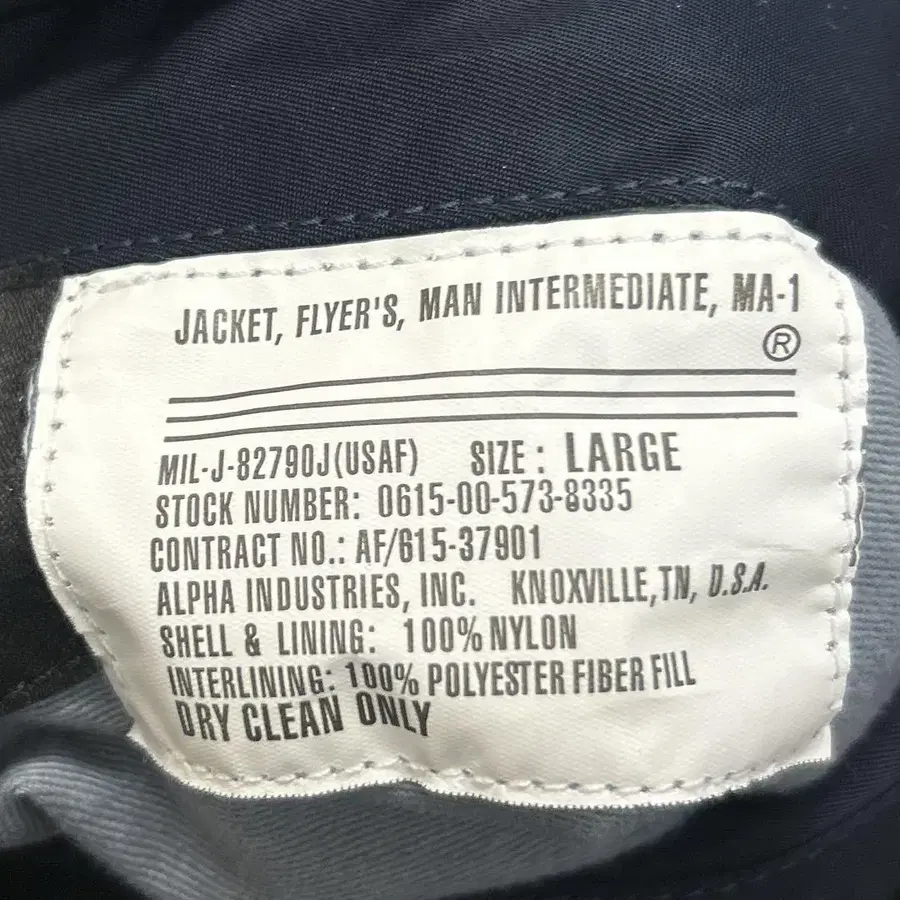 JACKET, FLYER'S, MAN INTERMEDIATE, MA-1
®
MIL-J-82790J(USAF) SIZE: LARGE
STOCK NUMBER: 0615-00-573-8335
CONTRACT NO.: AF/615-37901
ALPHA INDUSTRIES, INC. KNOXVILLE,TN, U.S.A.
SHELL & LINING: 100% NYLON
INTERLINING: 100% POLYESTER FIBER FILL
DRY CLEAN ONLY